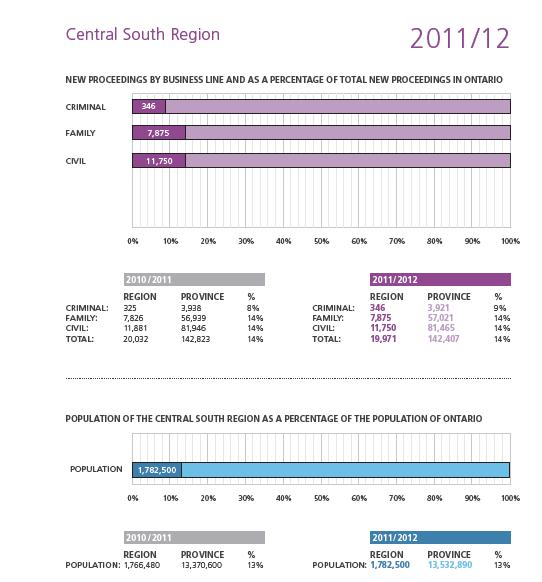 Central South Region 2011/12
NEW PROCEEDINGS BY BUSINESS LINE AND AS A PERCENTAGE OF TOTAL NEW PROCEEDINGS IN ONTARIO
CRIMINAL 346
FAMILY 7,875
CIVIL 11,750
0% 10% 20% 30% 40% 50% 60% 70% 80% 90% 100%
2010/2011 2011/2012
REGION PROVINCE % REGION PROVINCE %
CRIMINAL: 325 3,938 8% CRIMINAL: 346 3,921 9%
FAMILY: 7,826 56,939 14% FAMILY: 7,875 57,021 14%
CIVIL: 11,881 81,946 14% CIVIL: 11,750 81,465 14%
TOTAL: 20,032 142,823 14% TOTAL: 19,971 142,407 14%
POPULATION OF THE CENTRAL SOUTH REGION AS A PERCENTAGE OF THE POPULATION OF ONTARIO
POPULATION 1,782,500
0% 10% 20% 30% 40% 50% 60% 70% 80% 90% 100%
2010/2011 2011/2012
REGION PROVINCE % REGION PROVINCE %
POPULATION: 1,766,480 13,370,600 13% POPULATION: 1,782,500 13,532,890 13%